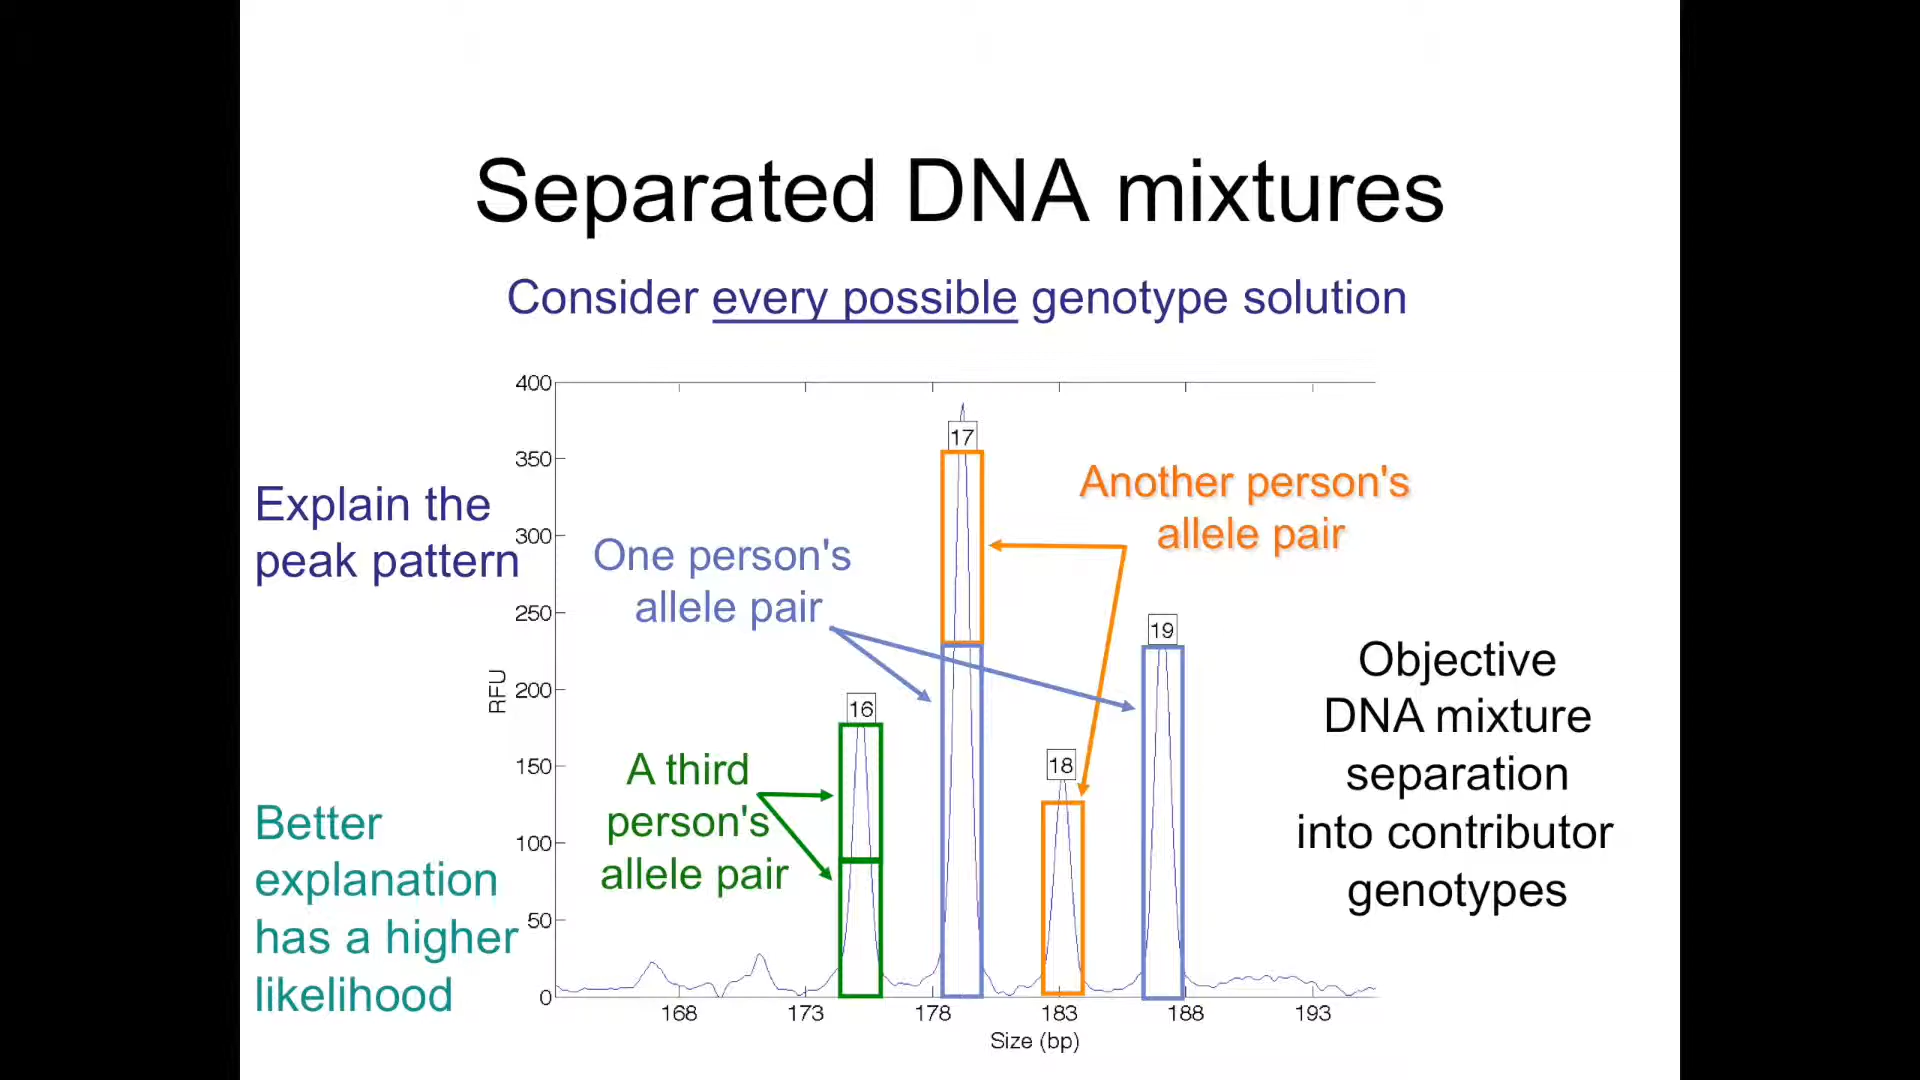 Separated DNA mixtures
Consider every possible genotype solution
Explain the
peak pattern
Better
explanation
has a higher
likelihood
400
350
300
250
200
150
100
50
0
RFU
One person's
allele pair
A third
person's
allele pair
16
17
18
19
Another person's
allele pair
168
173
178
183
188
193
Size (bp)
Objective
DNA mixture
separation
into contributor
genotypes